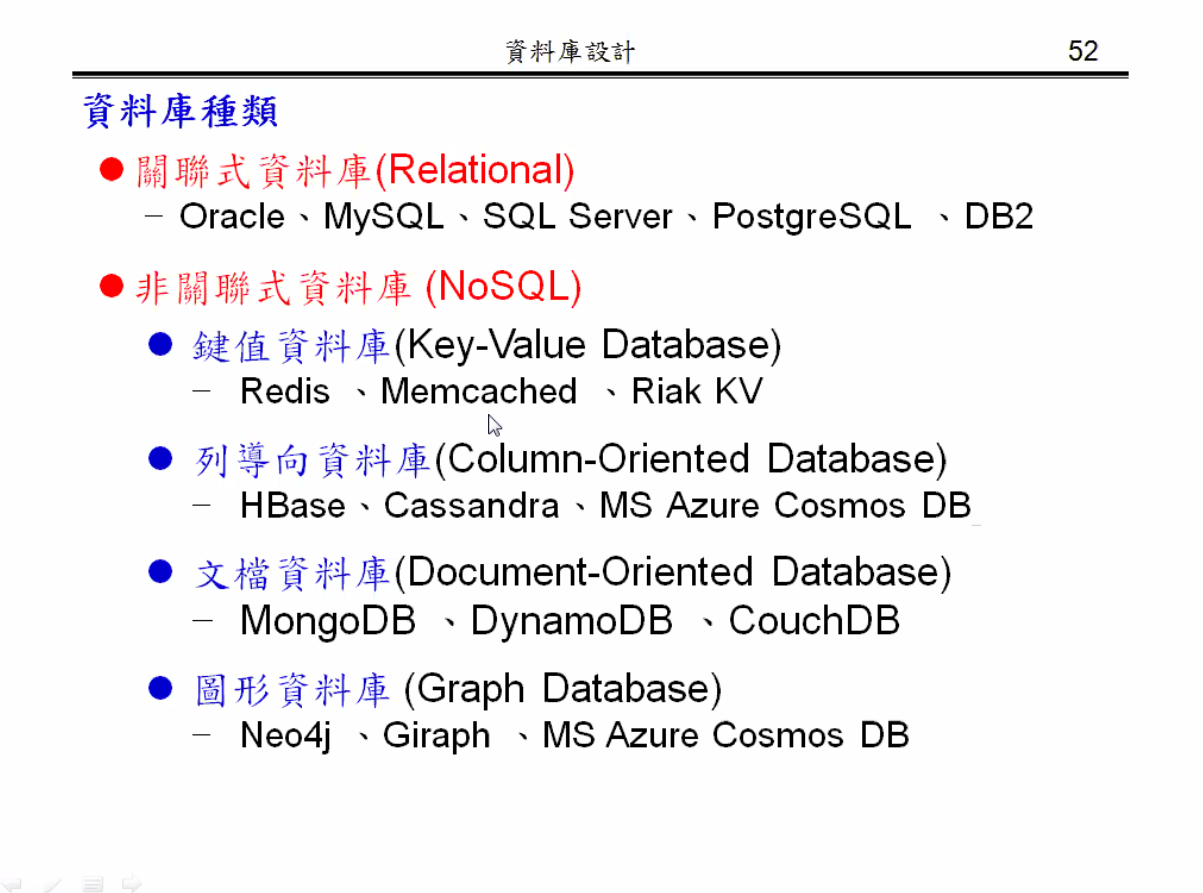 資料庫設計 52
資料庫種類
● 關聯式資料庫(Relational)
– Oracle、MySQL、SQL Server、PostgreSQL 、DB2
● 非關聯式資料庫 (NoSQL)
● 鍵值資料庫(Key-Value Database)
– Redis 、Memcached 、Riak KV
● 列導向資料庫(Column-Oriented Database)
– HBase、Cassandra、MS Azure Cosmos DB
● 文檔資料庫(Document-Oriented Database)
– MongoDB 、DynamoDB 、CouchDB
● 圖形資料庫 (Graph Database)
– Neo4j 、Giraph 、MS Azure Cosmos DB